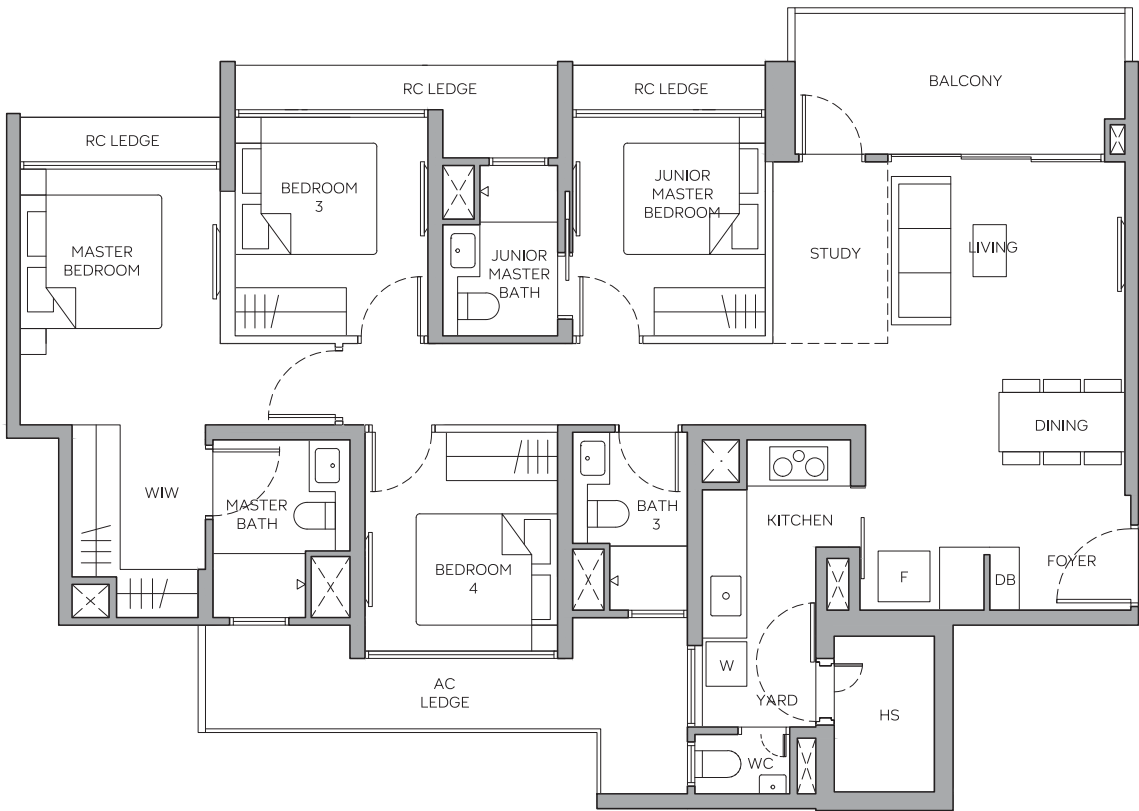 BALCONY
RC LEDGE
RC LEDGE
RC LEDGE
BEDROOM
3
JUNIOR
MASTER
BEDROOM
MASTER
BEDROOM
JUNIOR
MASTER
BATH
STUDY
LIVING
DINING
WIW
MASTER
BATH
BATH
3
KITCHEN
BEDROOM
4
F
DB
FOYER
W
AC
LEDGE
YARD
HS
WC